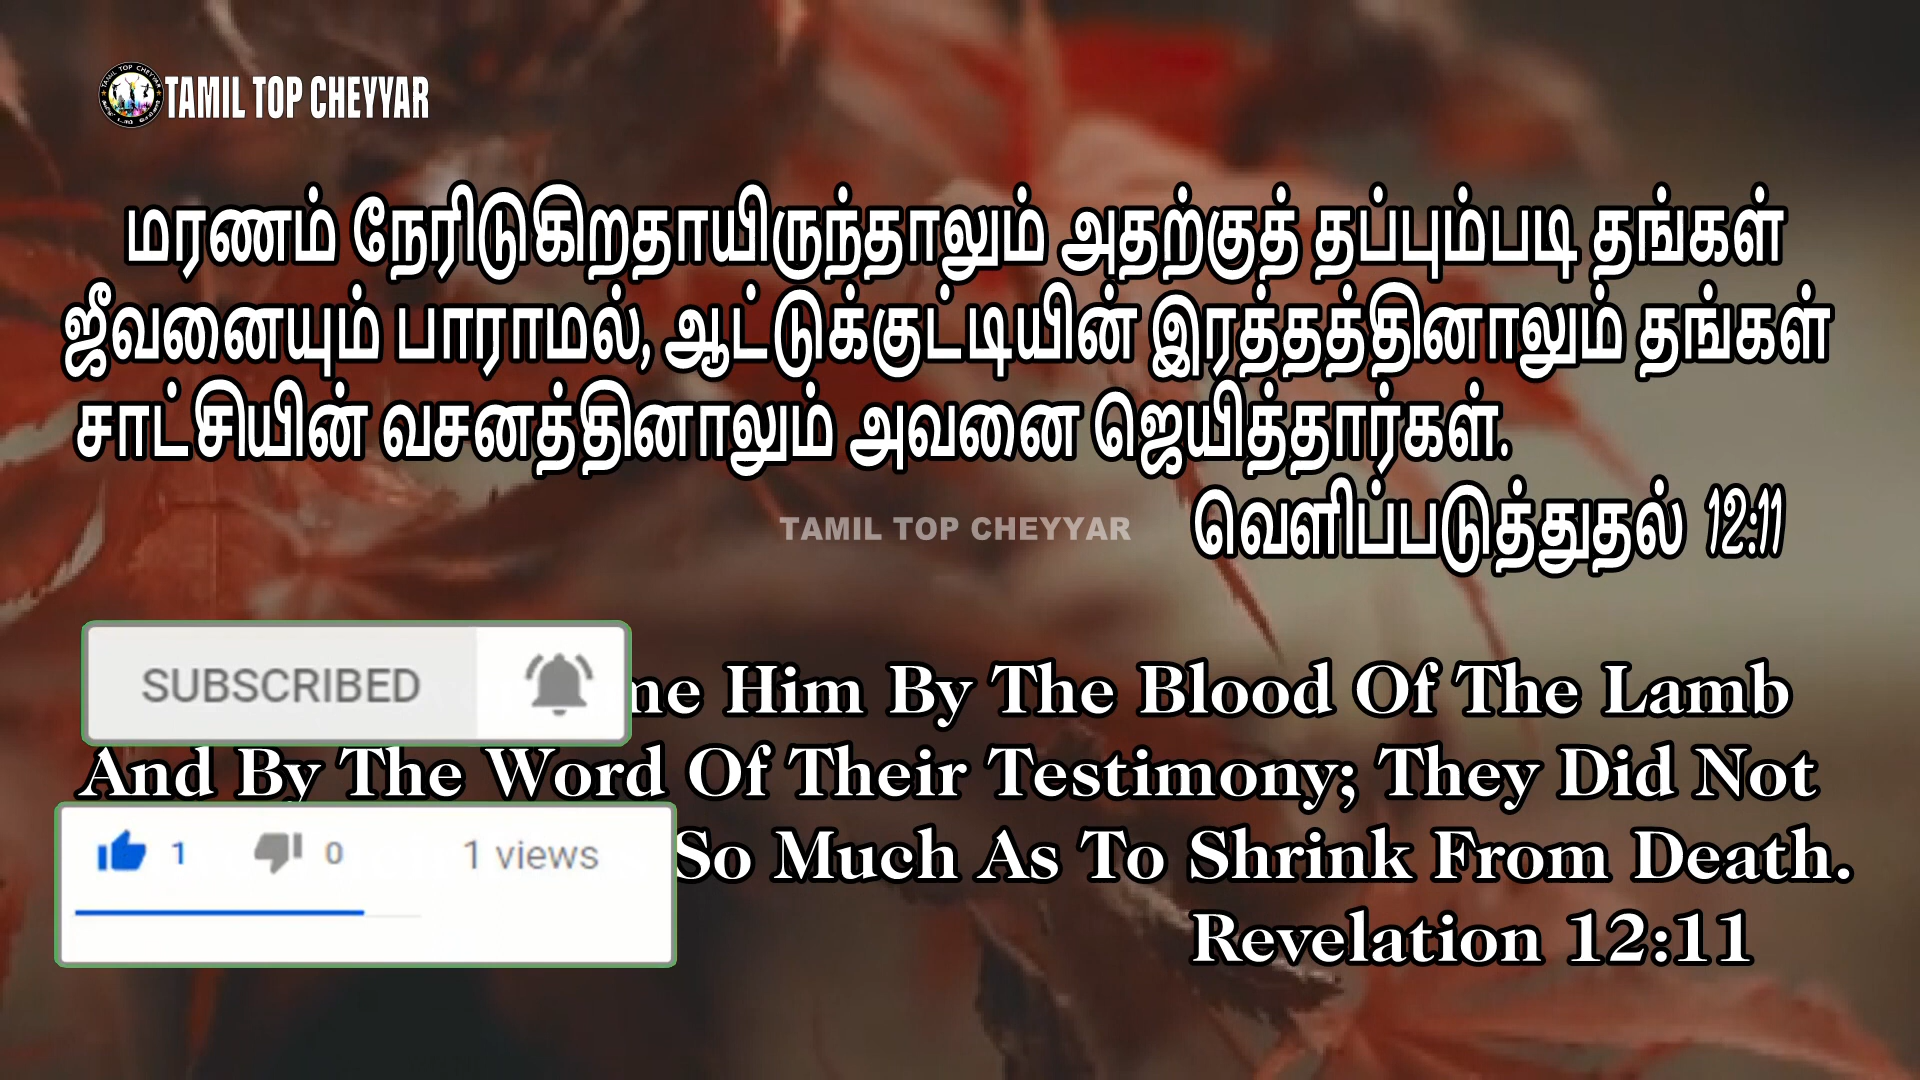 TAMIL TOP CHEYYAR
மரணம் நேரிடுகிறதாயிருந்தாலும் அதற்குத் தப்பும்படி தங்கள்
ஜீவனையும் பாராமல், ஆட்டுக்குட்டியின் இரத்தத்தினாலும் தங்கள்
சாட்சியின் வசனத்தினாலும் அவனை ஜெயித்தார்கள்.
வெளிப்படுத்துதல் 12:11
TAMIL TOP CHEYYAR
SUBSCRIBED
Him By The Blood Of The Lamb
And By The Word Of Their Testimony; They Did Not
1 0 1 views
So Much As To Shrink From Death.
Revelation 12:11